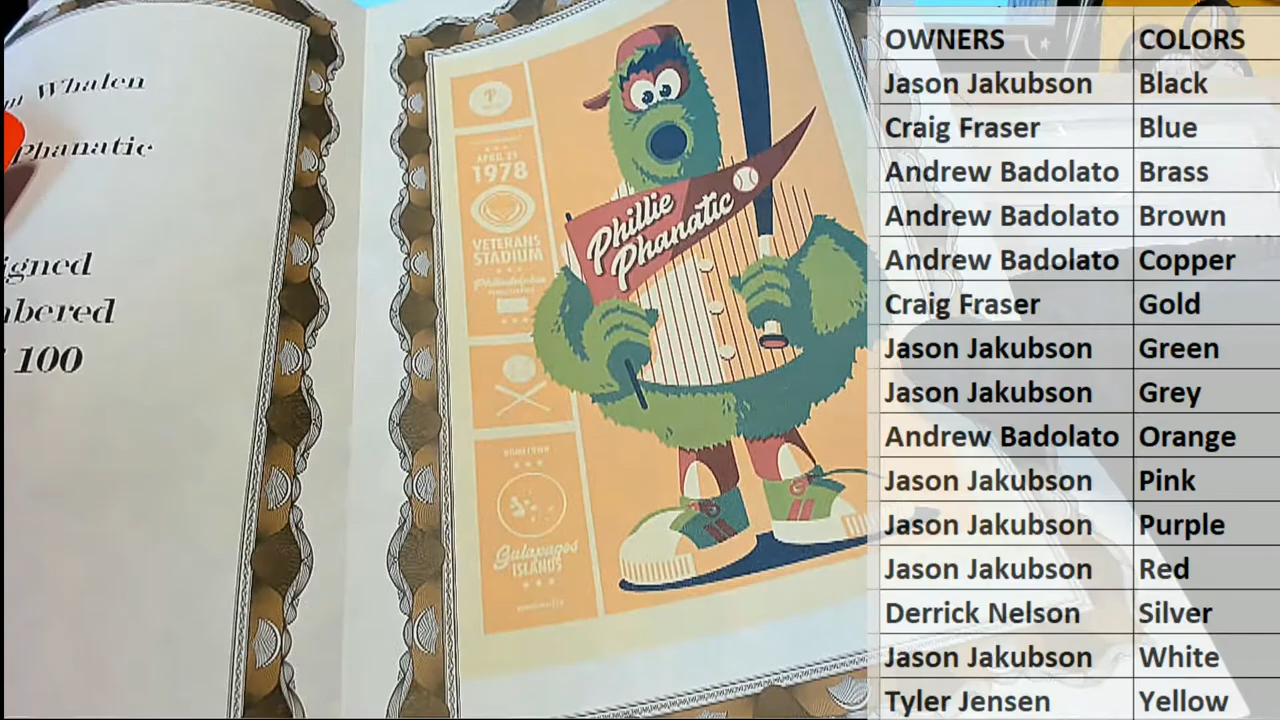 Whalen
Phanatic
igned
bered
100
APRIL 25
1978
VETERANS
STADIUM
Philadelphia
HOMETOWN
Galapagos
ISLANDS
Phillie
Phanatic
OWNERS COLORS
Jason Jakubson Black
Craig Fraser Blue
Andrew Badolato Brass
Andrew Badolato Brown
Andrew Badolato Copper
Craig Fraser Gold
Jason Jakubson Green
Jason Jakubson Grey
Andrew Badolato Orange
Jason Jakubson Pink
Jason Jakubson Purple
Jason Jakubson Red
Derrick Nelson Silver
Jason Jakubson White
Tyler Jensen Yellow